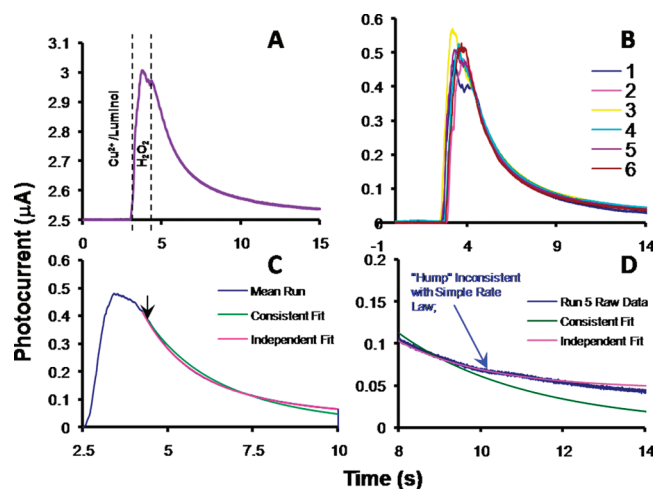 A
3.1
3
2.9
2.8
2.7
2.6
2.5
Cu²⁺/Luminol
H₂O₂
0
5
10
15
B
0.6
0.5
0.4
0.3
0.2
0.1
0
1
2
3
4
5
6
-1
4
9
14
Photocurrent (µA)
C
0.6
0.5
0.4
0.3
0.2
0.1
0
Mean Run
Consistent Fit
Independent Fit
2.5
5
7.5
10
D
0.2
0.15
0.1
0.05
0
"Hump" Inconsistent
with Simple Rate
Law;
Run 5 Raw Data
Consistent Fit
Independent Fit
8
10
12
14
Time (s)